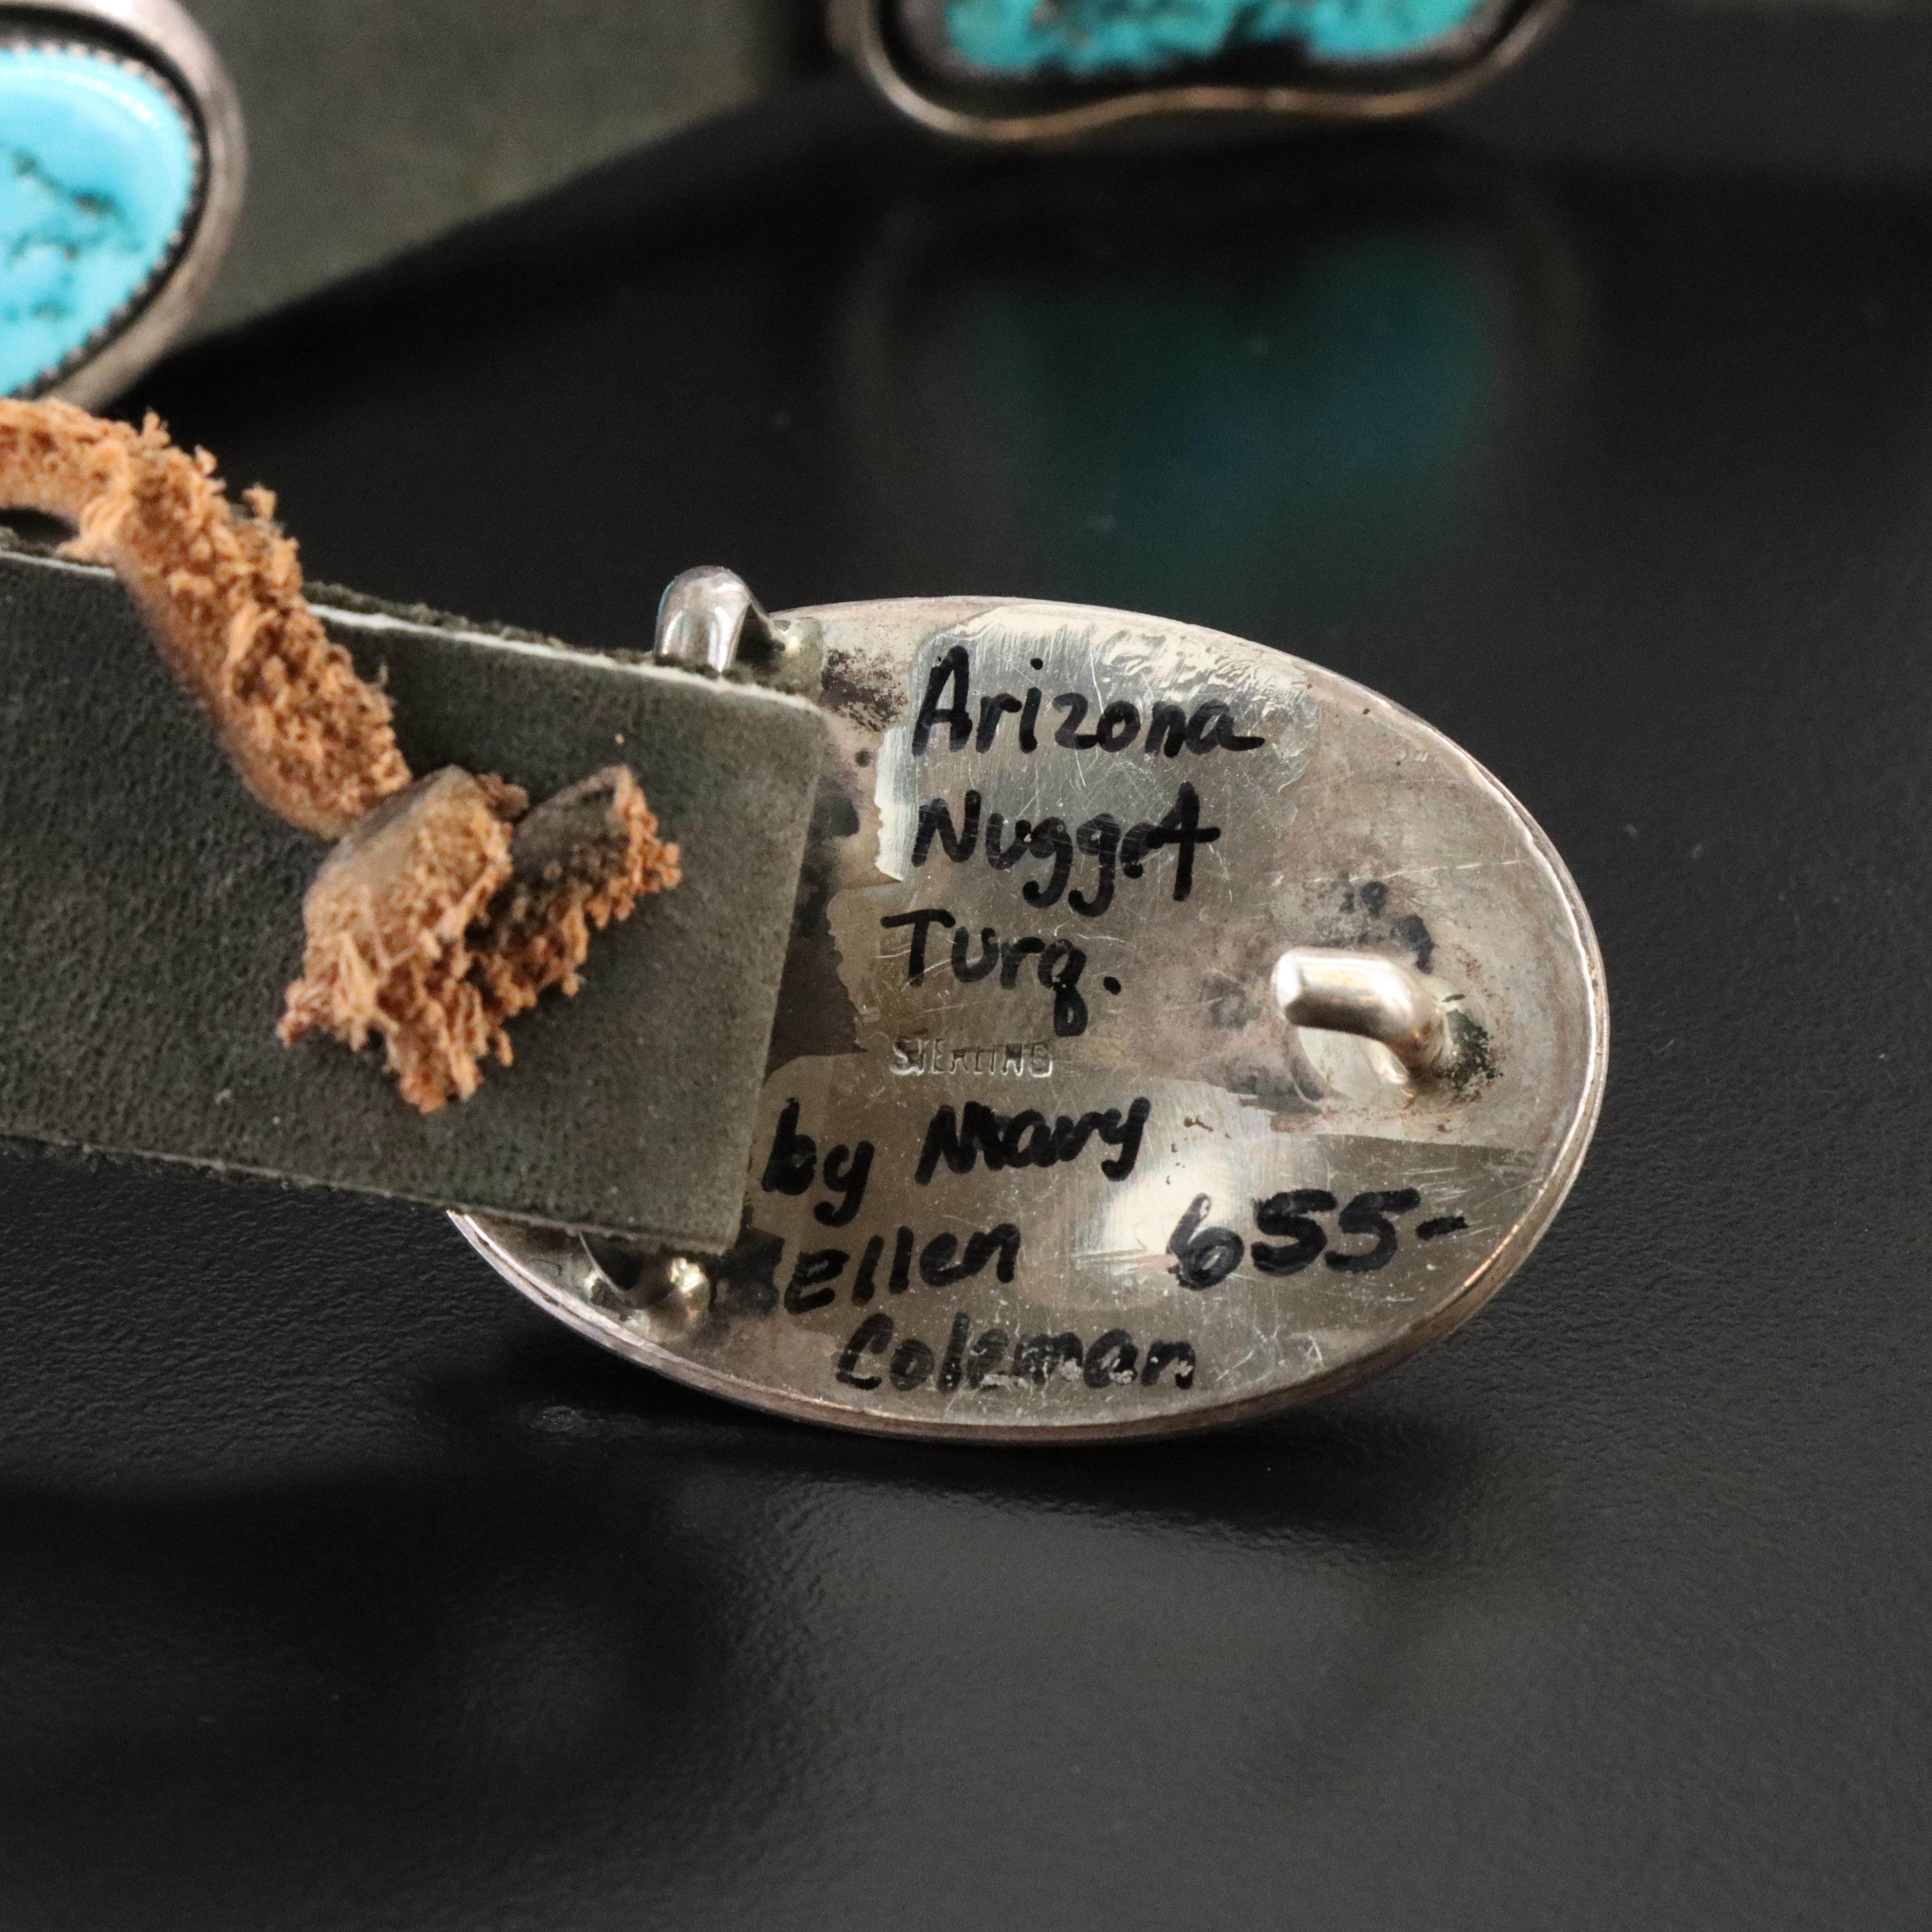 Arizona
Nugget
Turq.
STERLING
by Mary
Ellen 655-
Coleman